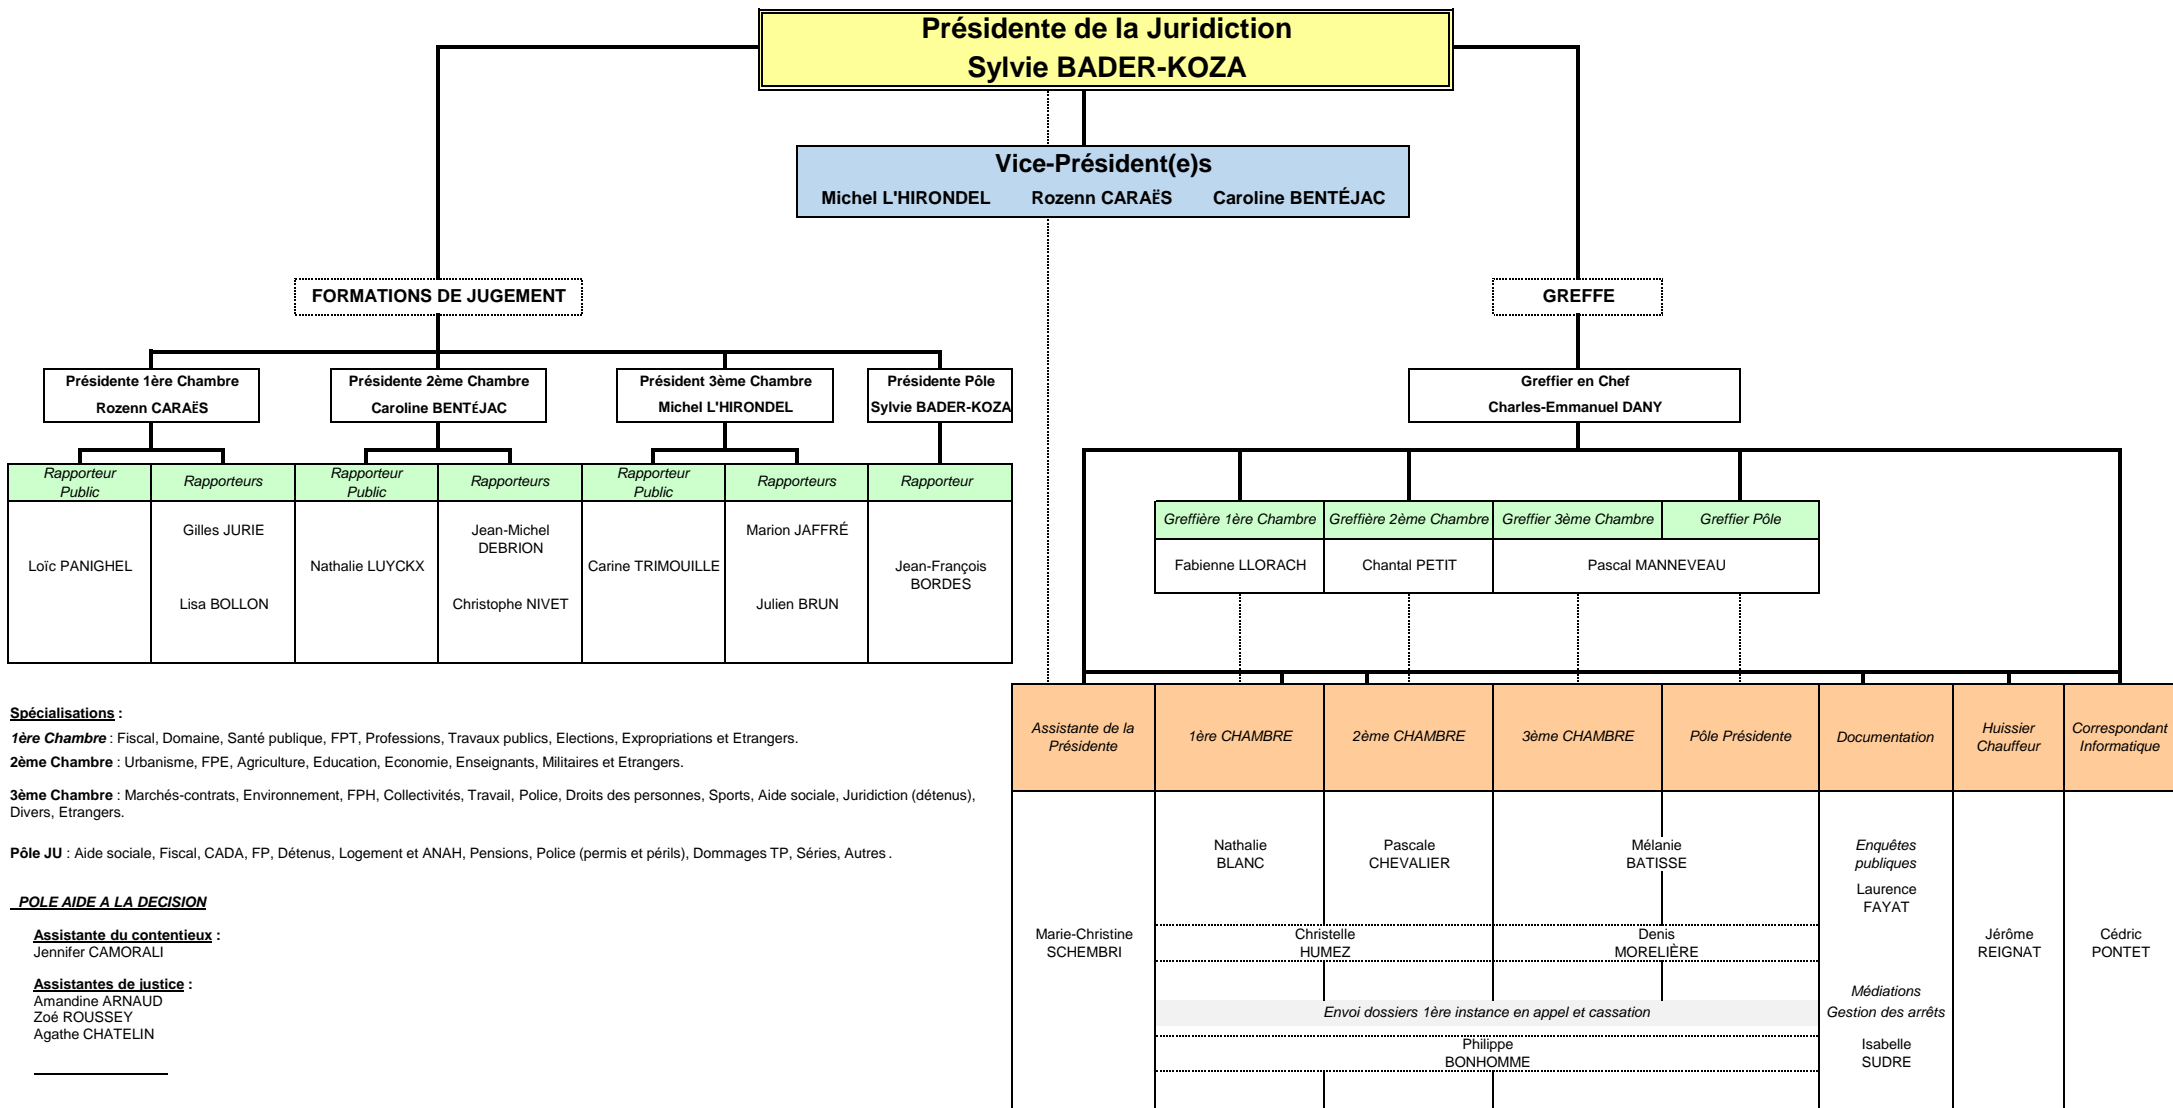 Présidente de la Juridiction
Sylvie BADER-KOZA
Vice-Président(e)s
Michel L'HIRONDEL Rozenn CARAËS Caroline BENTÉJAC
FORMATIONS DE JUGEMENT
GREFFE
Présidente 1ère Chambre
Rozenn CARAËS
Présidente 2ème Chambre
Caroline BENTÉJAC
Président 3ème Chambre
Michel L'HIRONDEL
Présidente Pôle
Sylvie BADER-KOZA
Greffier en Chef
Charles-Emmanuel DANY
Rapporteur
Public
Rapporteurs
Rapporteur
Public
Rapporteurs
Rapporteur
Public
Rapporteurs
Rapporteur
Loïc PANIGHEL
Gilles JURIE
Lisa BOLLON
Nathalie LUYCKX
Jean-Michel
DEBRION
Christophe NIVET
Carine TRIMOUILLE
Marion JAFFRÉ
Julien BRUN
Jean-François
BORDES
Greffière 1ère Chambre
Greffière 2ème Chambre
Greffier 3ème Chambre
Greffier Pôle
Fabienne LLORACH
Chantal PETIT
Pascal MANNEVEAU
Spécialisations :
1ère Chambre : Fiscal, Domaine, Santé publique, FPT, Professions, Travaux publics, Elections, Expropriations et Etrangers.
2ème Chambre : Urbanisme, FPE, Agriculture, Education, Economie, Enseignants, Militaires et Etrangers.
3ème Chambre : Marchés-contrats, Environnement, FPH, Collectivités, Travail, Police, Droits des personnes, Sports, Aide sociale, Juridiction (détenus),
Divers, Etrangers.
Pôle JU : Aide sociale, Fiscal, CADA, FP, Détenus, Logement et ANAH, Pensions, Police (permis et périls), Dommages TP, Séries, Autres.
POLE AIDE A LA DECISION
Assistante du contentieux :
Jennifer CAMORALI
Assistantes de justice :
Amandine ARNAUD
Zoé ROUSSEY
Agathe CHATELIN
Assistante de la
Présidente
1ère CHAMBRE
2ème CHAMBRE
3ème CHAMBRE
Pôle Présidente
Documentation
Huissier
Chauffeur
Correspondant
Informatique
Marie-Christine
SCHEMBRI
Nathalie
BLANC
Pascale
CHEVALIER
Mélanie
BATISSE
Christelle
HUMEZ
Denis
MORELIÈRE
Envoi dossiers 1ère instance en appel et cassation
Philippe
BONHOMME
Enquêtes
publiques
Laurence
FAYAT
Médiations
Gestion des arrêts
Isabelle
SUDRE
Jérôme
REIGNAT
Cédric
PONTET